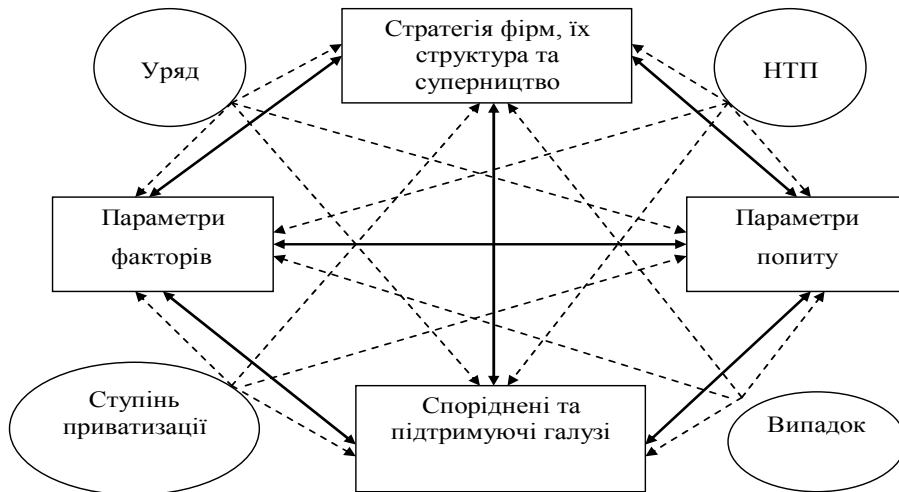 Уряд
Стратегія фірм, їх
структура та
суперництво
НТП
Параметри
факторів
Параметри
попиту
Ступінь
приватизації
Споріднені та
підтримуючі галузі
Випадок